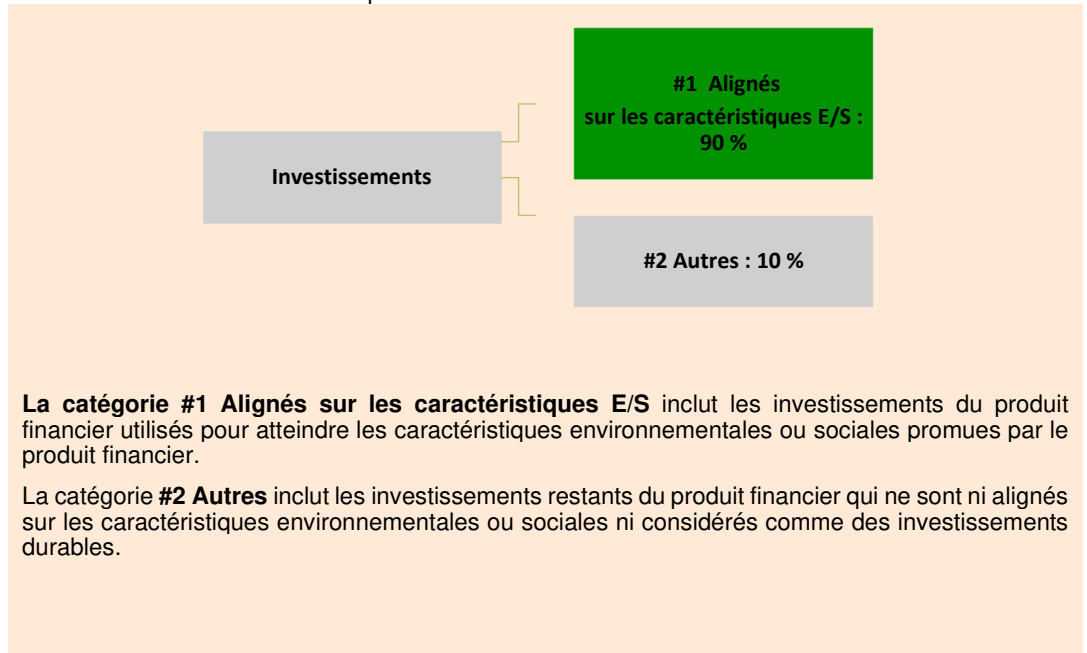 #1 Alignés
sur les caractéristiques E/S :
90 %
Investissements
#2 Autres : 10 %
La catégorie #1 Alignés sur les caractéristiques E/S inclut les investissements du produit
financier utilisés pour atteindre les caractéristiques environnementales ou sociales promues par le
produit financier.
La catégorie #2 Autres inclut les investissements restants du produit financier qui ne sont ni alignés
sur les caractéristiques environnementales ou sociales ni considérés comme des investissements
durables.